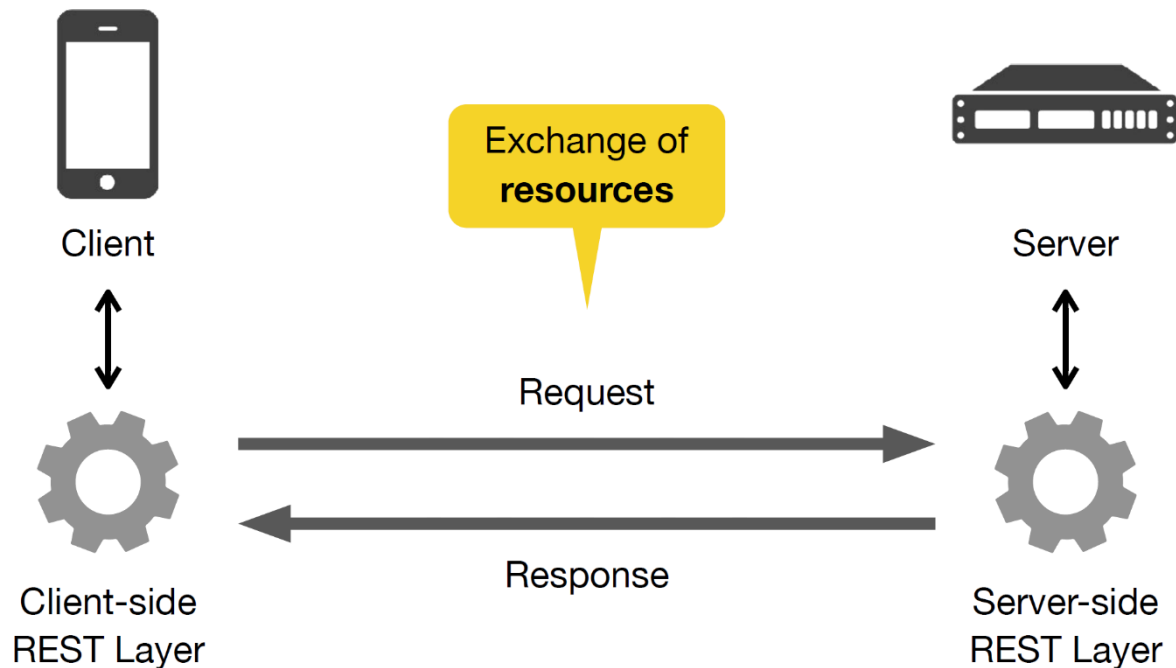 Exchange of
resources
Client
Server
Request
Response
Client-side
REST Layer
Server-side
REST Layer